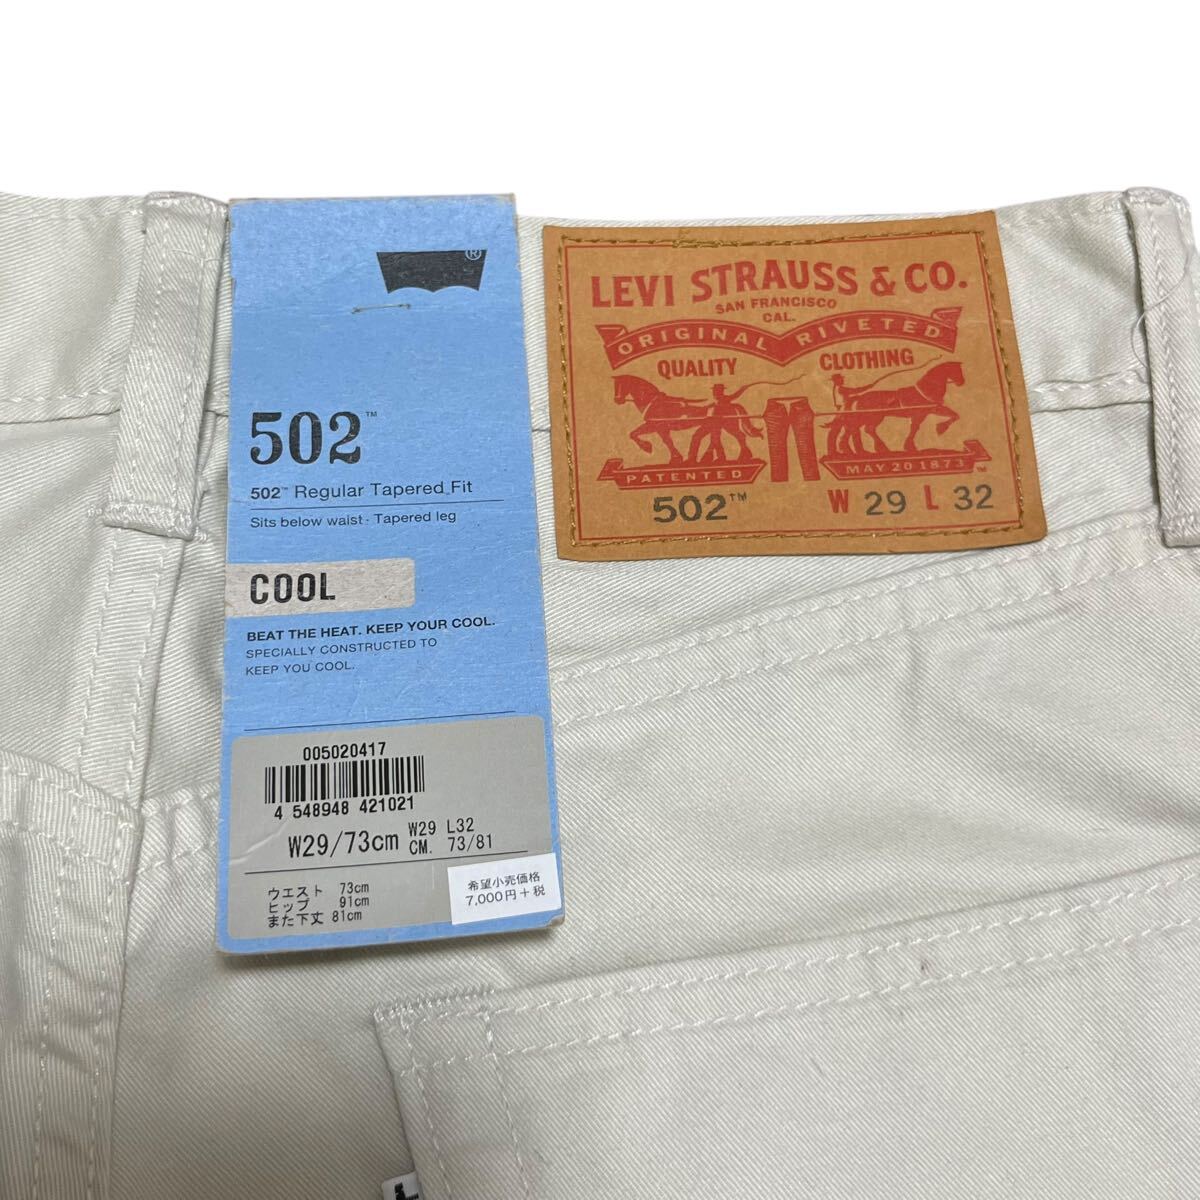 ®
502™
502™ Regular Tapered Fit
Sits below waist · Tapered leg
COOL
BEAT THE HEAT. KEEP YOUR COOL.
SPECIALLY CONSTRUCTED TO
KEEP YOU COOL.
005020417
4 548948 421021
W29/73cm W29 L32
CM. 73/81
ウエスト 73cm
ヒップ 91cm
また下丈 81cm
希望小売価格
7,000円+税
LEVI STRAUSS & CO.
SAN FRANCISCO
CAL.
ORIGINAL RIVETED
QUALITY CLOTHING
PATENTED MAY 20 1873 ™
502™ W 29 L 32